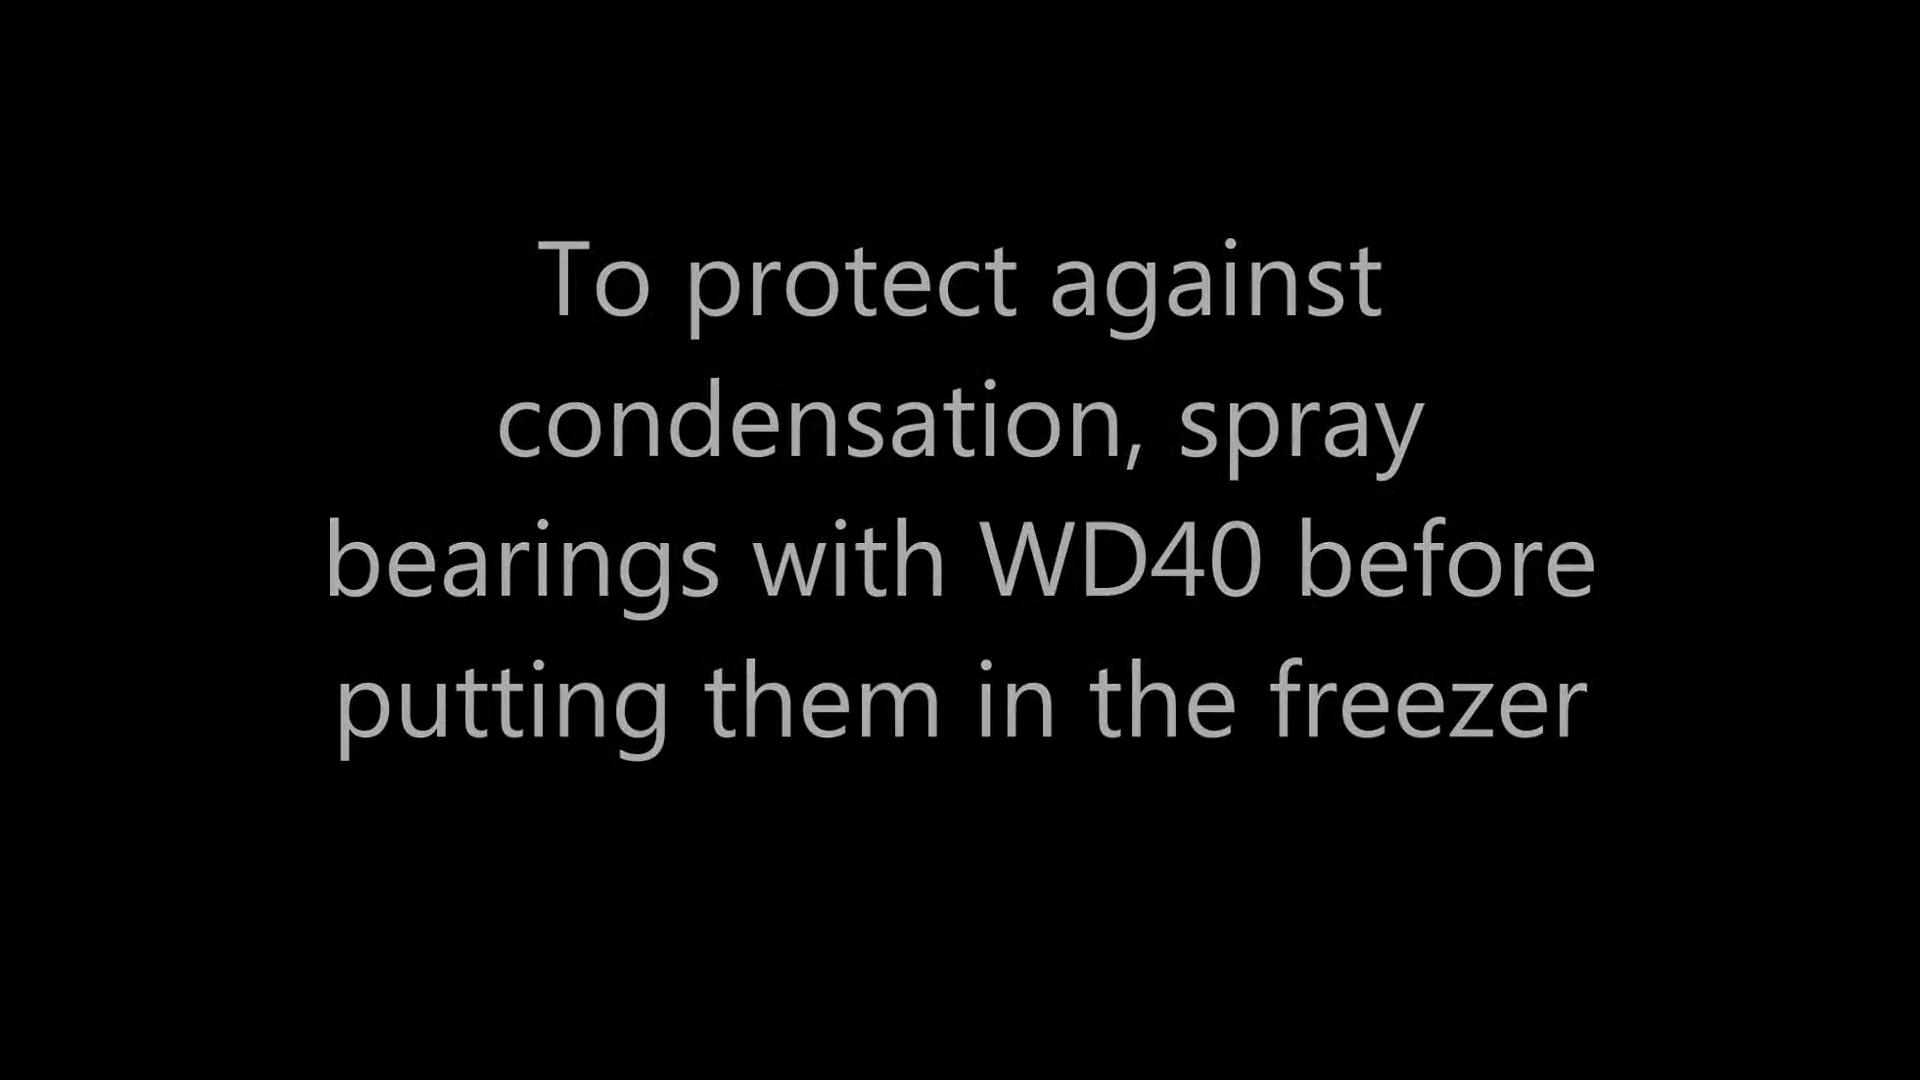 To protect against
condensation, spray
bearings with WD40 before
putting them in the freezer